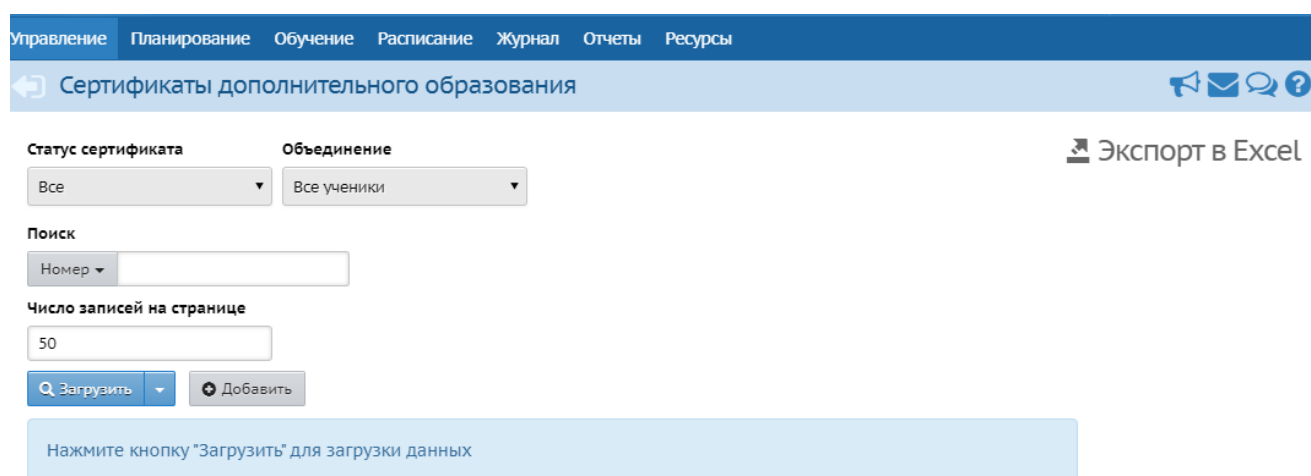 Управление Планирование Обучение Расписание Журнал Отчеты Ресурсы
Сертификаты дополнительного образования
Статус сертификата Объединение
Экспорт в Excel
Все Все ученики
Поиск
Номер
Число записей на странице
50
Загрузить Добавить
Нажмите кнопку "Загрузить" для загрузки данных